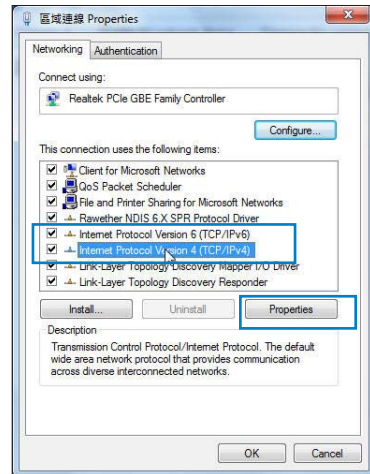 區域連線 Properties
Networking
Authentication
Connect using:
Realtek PCIe GBE Family Controller
Configure...
This connection uses the following items:
Client for Microsoft Networks
QoS Packet Scheduler
File and Printer Sharing for Microsoft Networks
Rawether NDIS 6.X SPR Protocol Driver
Internet Protocol Version 6 (TCP/IPv6)
Internet Protocol Version 4 (TCP/IPv4)
Link-Layer Topology Discovery Mapper I/O Driver
Link-Layer Topology Discovery Responder
Install...
Uninstall
Properties
Description
Transmission Control Protocol/Internet Protocol. The default
wide area network protocol that provides communication
across diverse interconnected networks.
OK
Cancel